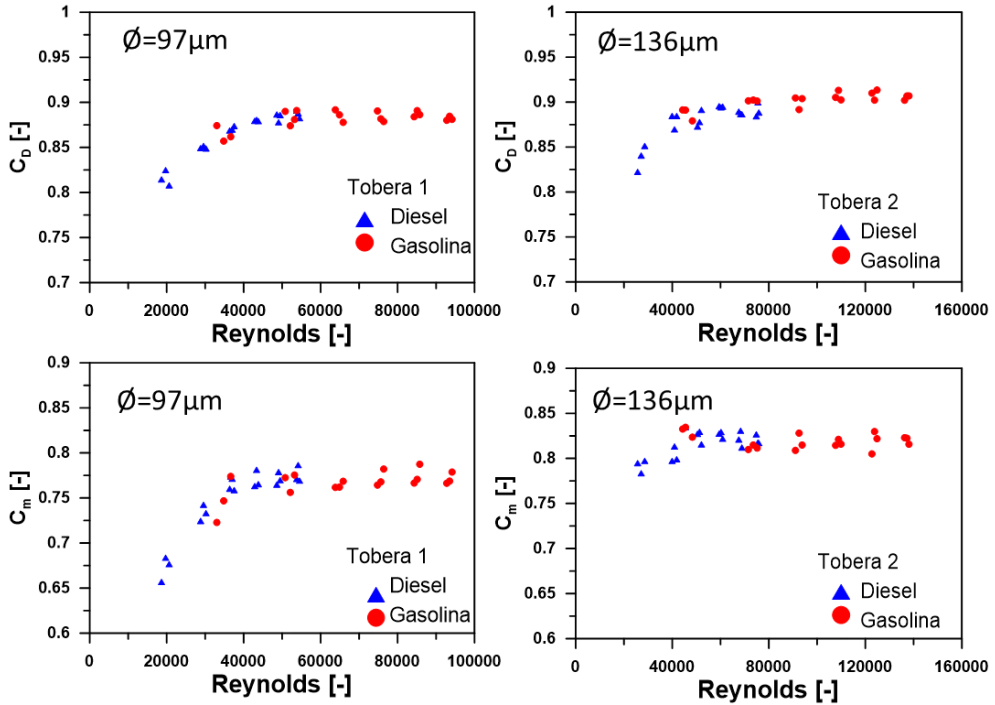 Ø=97µm
1
0.95
0.9
0.85
0.8
0.75
0.7
C_D [-]
Tobera 1
Diesel
Gasolina
0 20000 40000 60000 80000 100000
Reynolds [-]
Ø=136µm
1
0.95
0.9
0.85
0.8
0.75
0.7
C_D [-]
Tobera 2
Diesel
Gasolina
0 40000 80000 120000 160000
Reynolds [-]
Ø=97µm
0.9
0.85
0.8
0.75
0.7
0.65
0.6
C_m [-]
Tobera 1
Diesel
Gasolina
0 20000 40000 60000 80000 100000
Reynolds [-]
Ø=136µm
0.9
0.85
0.8
0.75
0.7
0.65
0.6
C_m [-]
Tobera 2
Diesel
Gasolina
0 40000 80000 120000 160000
Reynolds [-]